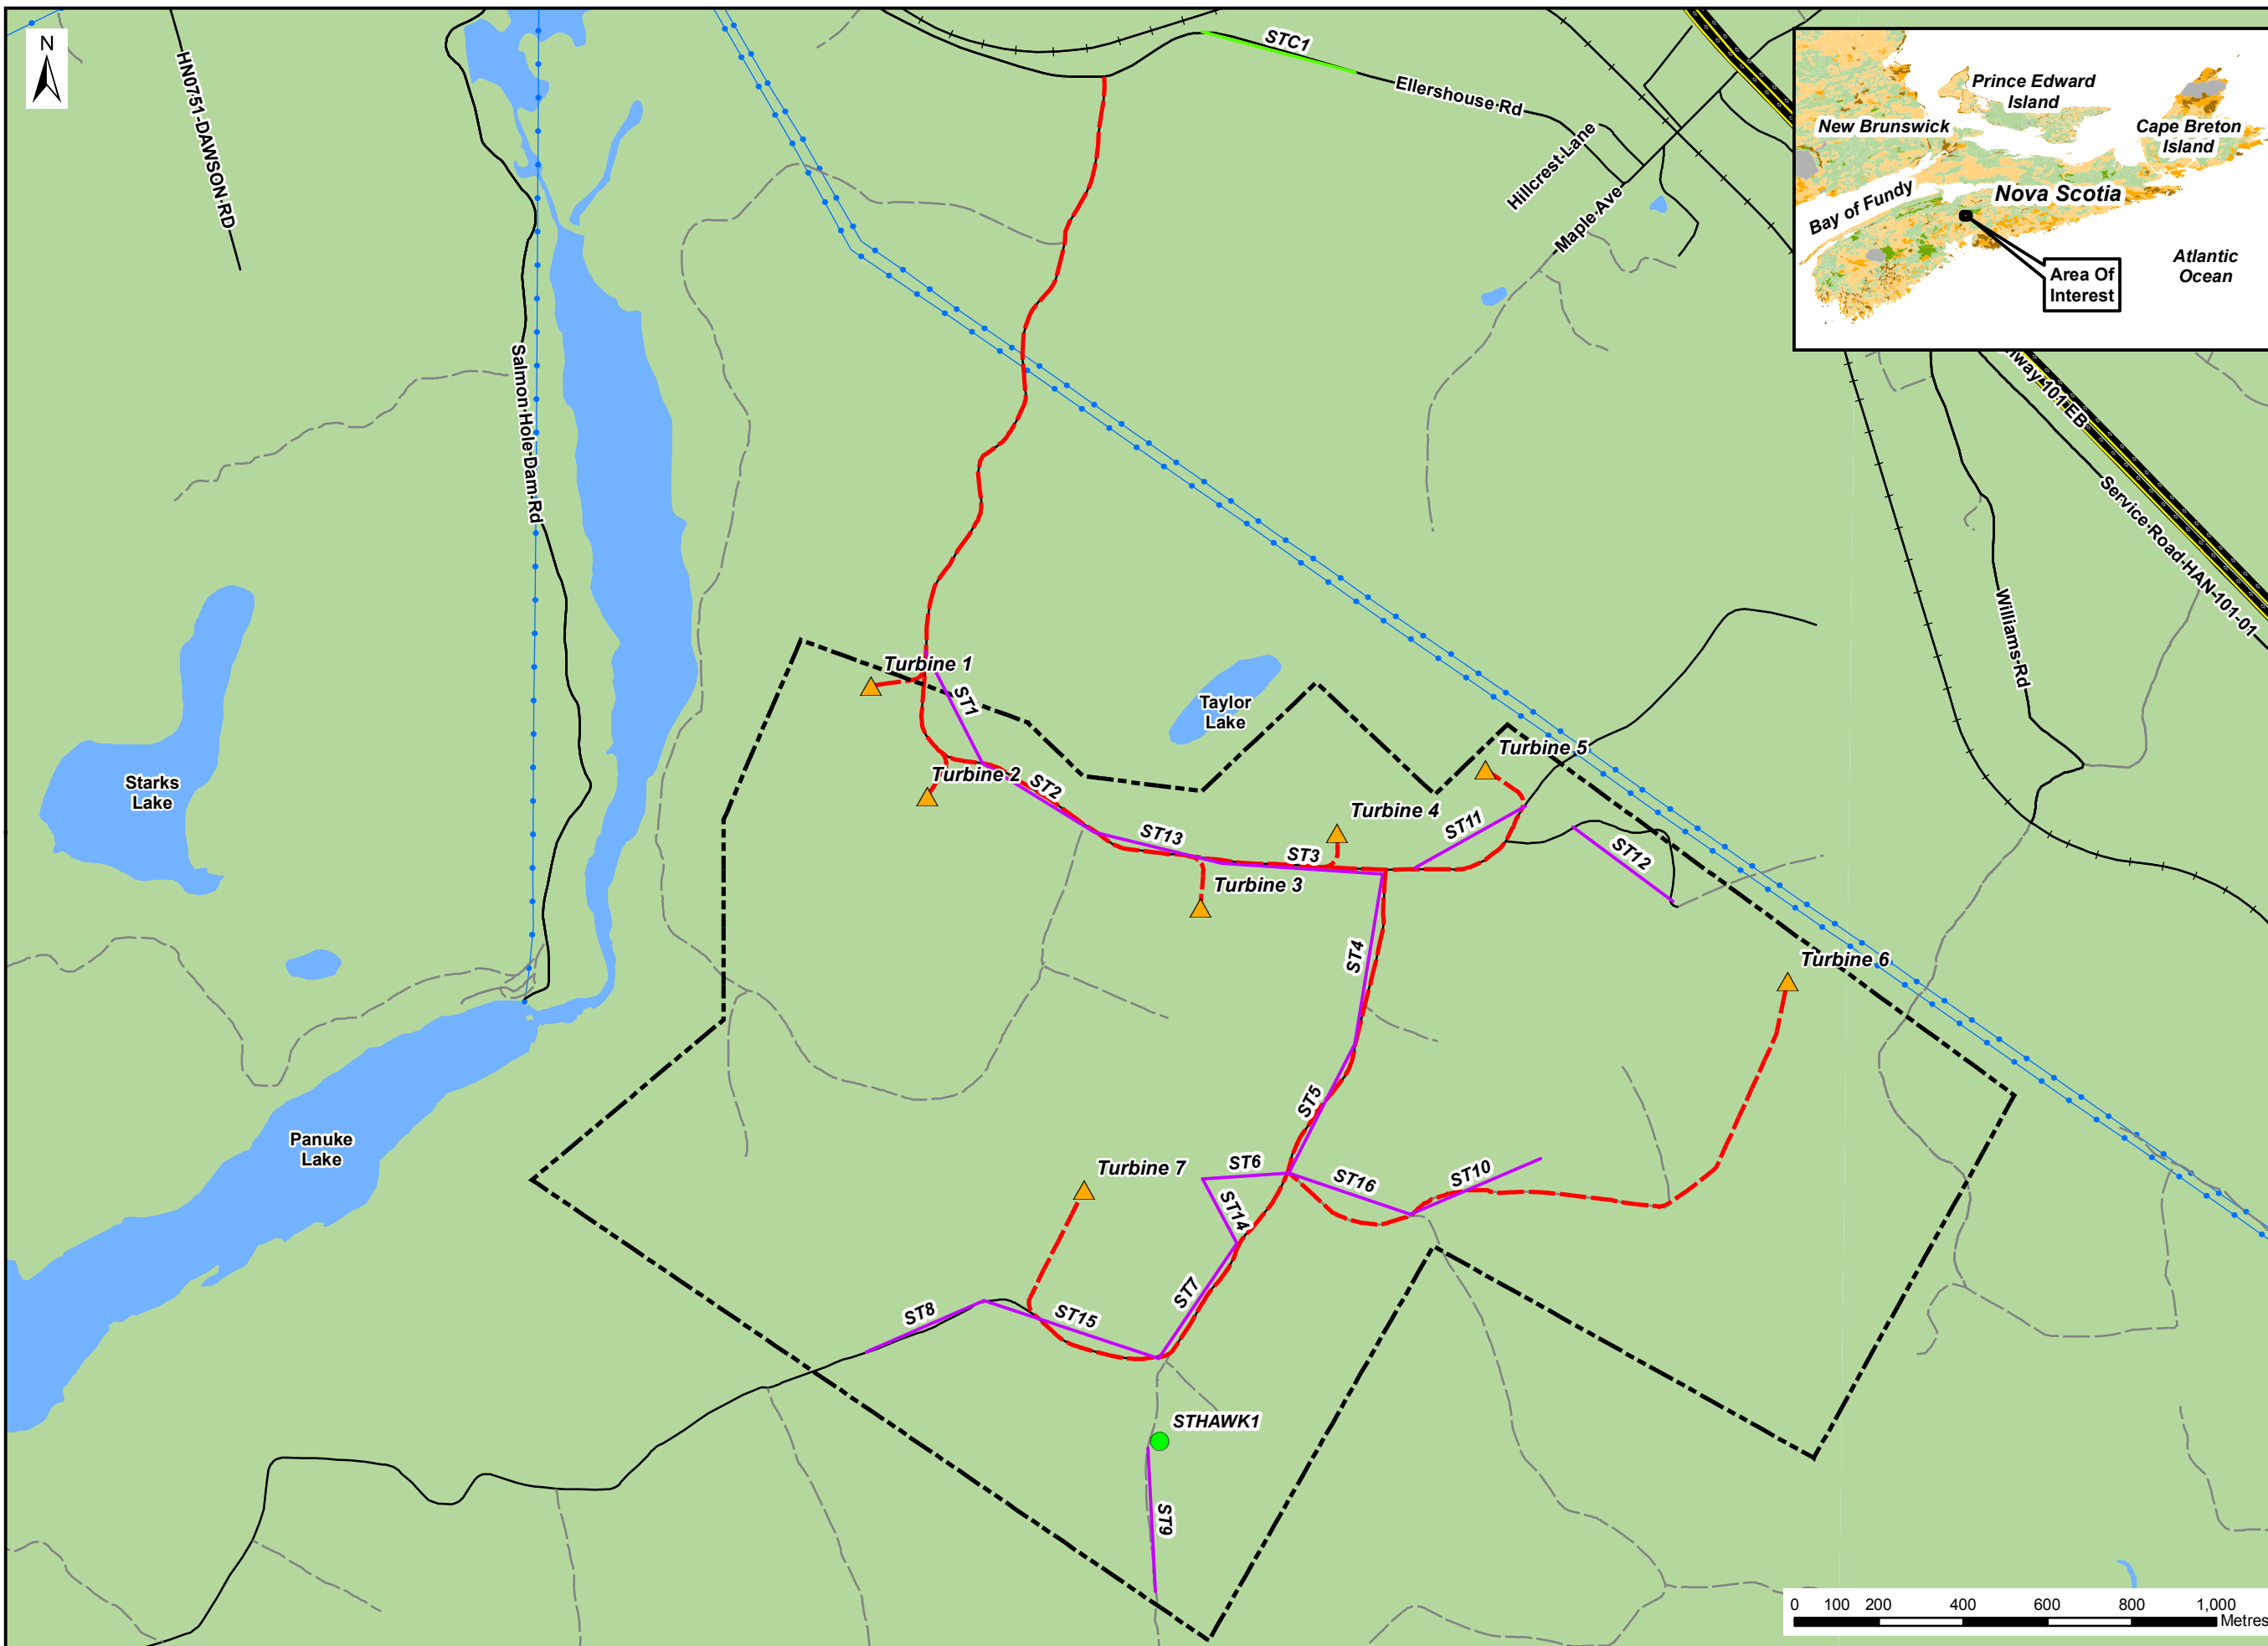 N
HN0751-DAWSON RD
STC1
Ellershouse Rd
Hillcrest Lane
Maple Ave
Prince Edward
Island
New Brunswick
Cape Breton
Island
Bay of Fundy
Nova Scotia
Atlantic
Ocean
Area Of
Interest
Salmon Hole Dam Rd
101 EB
Service Road HAN-101-01
Williams Rd
Turbine 1
ST1
Taylor
Lake
Turbine 5
Turbine 2
ST2
Starks
Lake
Turbine 4
ST13
ST11
ST3
ST12
Turbine 3
ST4
Turbine 6
ST5
Panuke
Lake
Turbine 7
ST6
ST16
ST10
ST14
ST7
ST8
ST15
STHAWK1
ST9
0 100 200 400 600 800 1,000
Metres